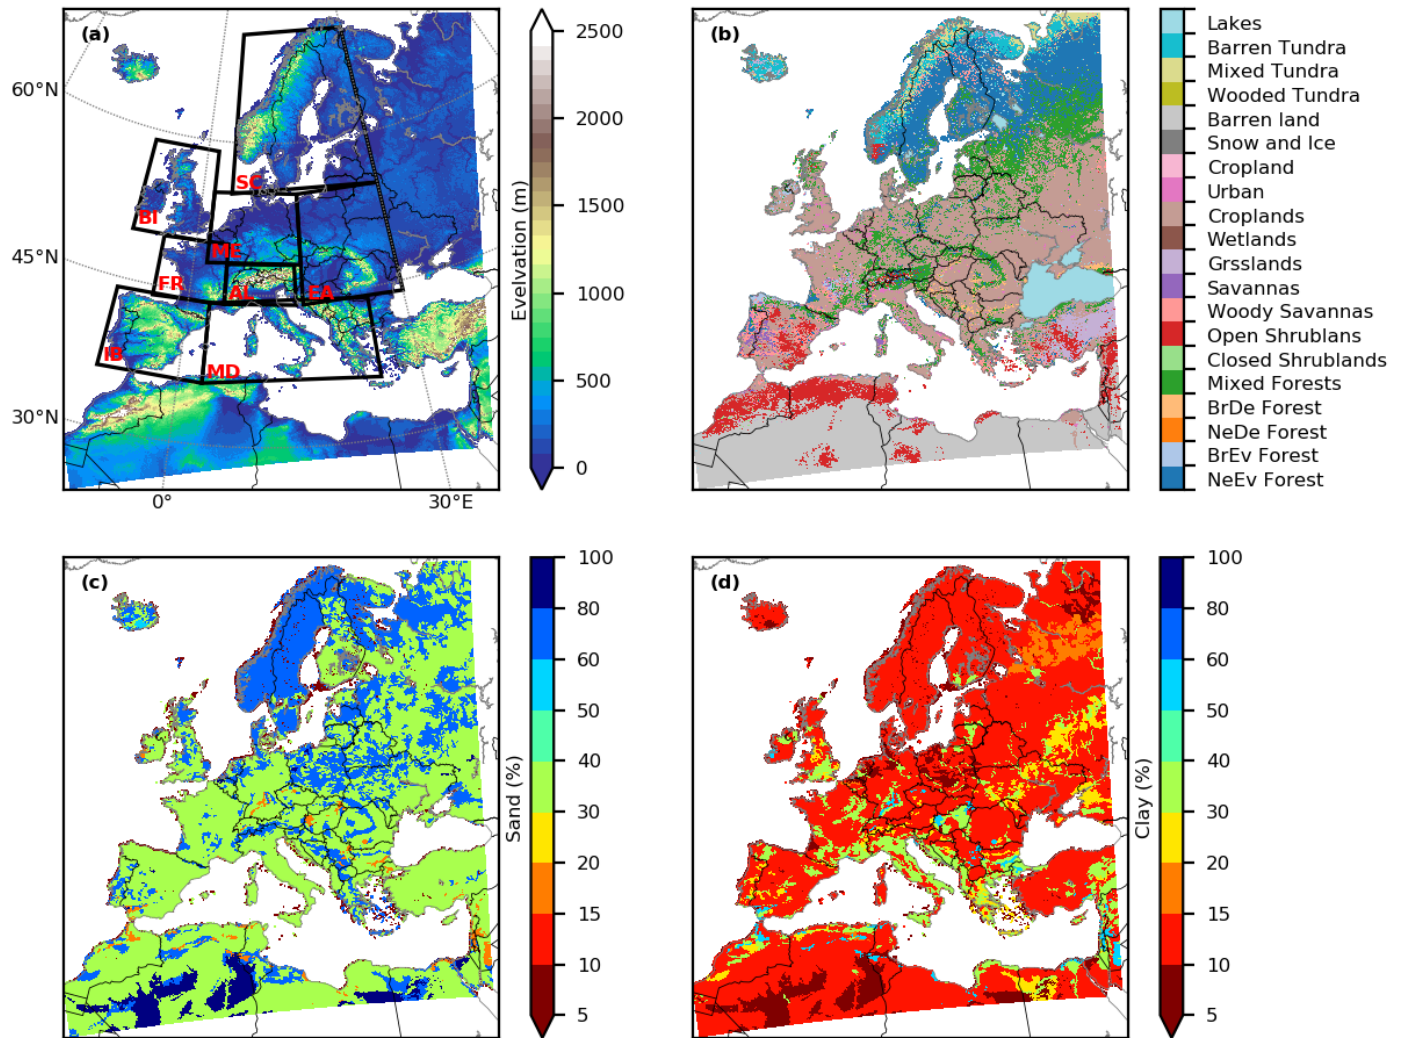 (a)
60°N
45°N
30°N
0°
30°E
SC
BI
ME
FR
AL
EA
IB
MD
2500
2000
1500
1000
500
0
Evelvation (m)
(b)
Lakes
Barren Tundra
Mixed Tundra
Wooded Tundra
Barren land
Snow and Ice
Cropland
Urban
Croplands
Wetlands
Grsslands
Savannas
Woody Savannas
Open Shrublans
Closed Shrublands
Mixed Forests
BrDe Forest
NeDe Forest
BrEv Forest
NeEv Forest
(c)
100
80
60
50
40
30
20
15
10
5
Sand (%)
(d)
100
80
60
50
40
30
20
15
10
5
Clay (%)